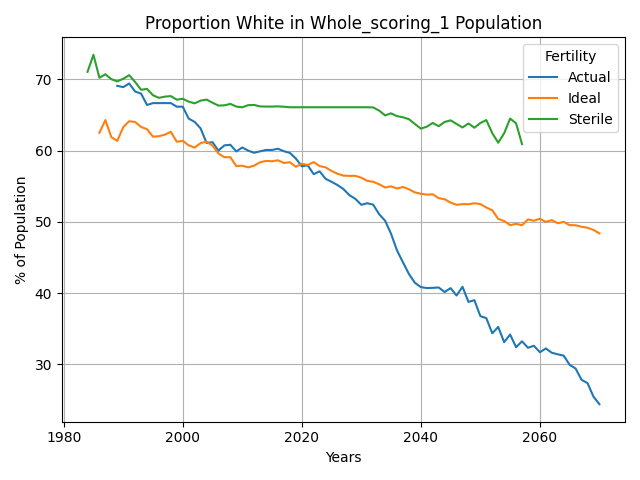 Proportion White in Whole_scoring_1 Population
Fertility
Actual
Ideal
Sterile
% of Population
70
60
50
40
30
1980
2000
2020
2040
2060
Years